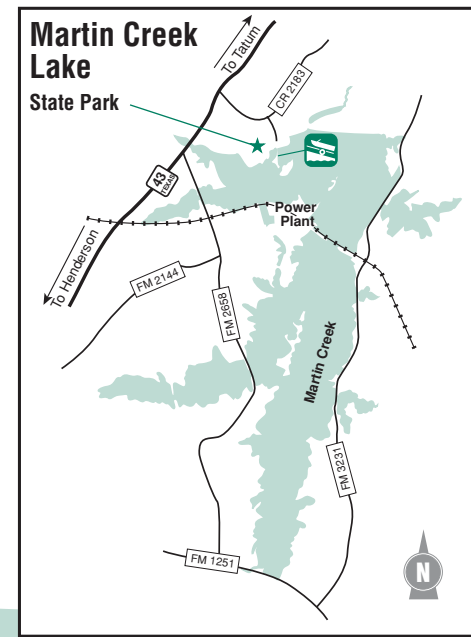 Martin Creek
Lake
State Park
To Tatum
CR 2183
43
TEXAS
Power
Plant
To Henderson
FM 2144
FM 2658
Martin Creek
FM 3231
FM 1251
N